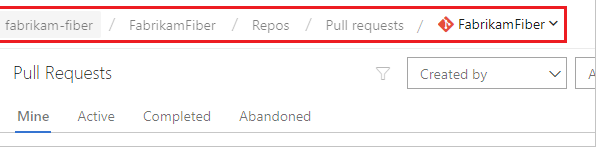 fabrikam-fiber / FabrikamFiber / Repos / Pull requests / FabrikamFiber
Pull Requests Created by A
Mine Active Completed Abandoned